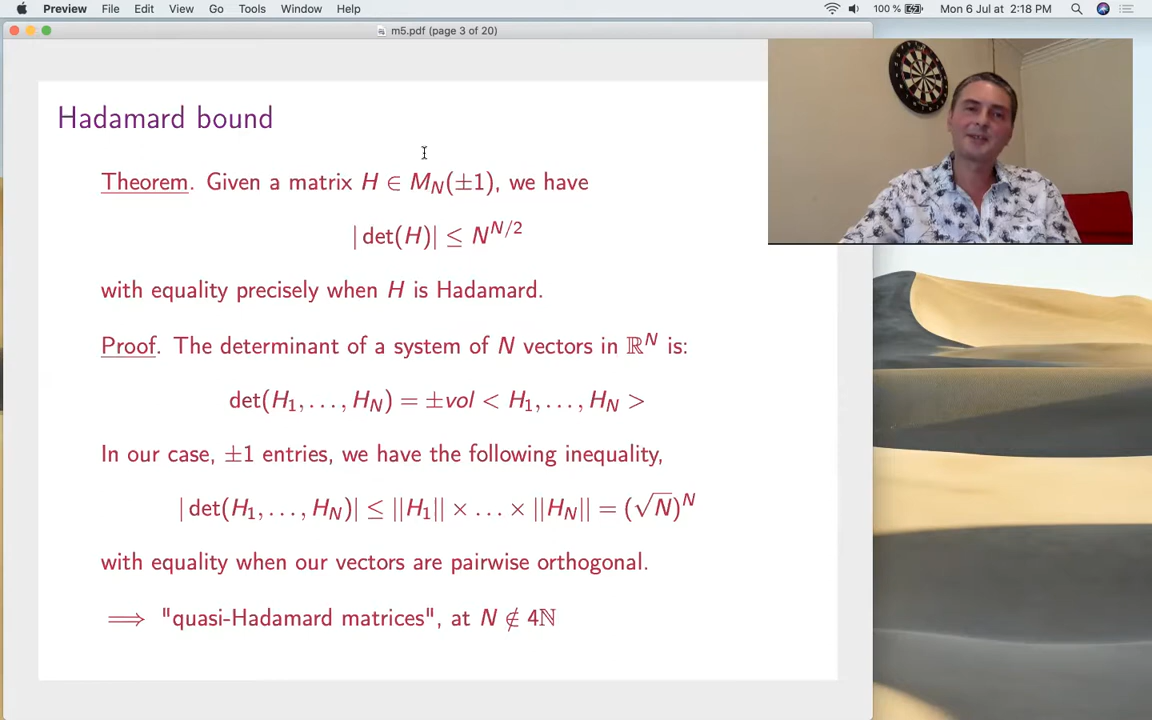 Preview File Edit View Go Tools Window Help 100 % Mon 6 Jul at 2:18 PM
m5.pdf (page 3 of 20)
Hadamard bound
Theorem. Given a matrix H ∈ M_N(±1), we have
| det(H)| ≤ N^{N/2}
with equality precisely when H is Hadamard.
Proof. The determinant of a system of N vectors in ℝ^N is:
det(H_1, . . . , H_N) = ±vol < H_1, . . . , H_N >
In our case, ±1 entries, we have the following inequality,
| det(H_1, . . . , H_N)| ≤ ||H_1|| × . . . × ||H_N|| = (√N)^N
with equality when our vectors are pairwise orthogonal.
⟹ "quasi-Hadamard matrices", at N ∉ 4ℕ